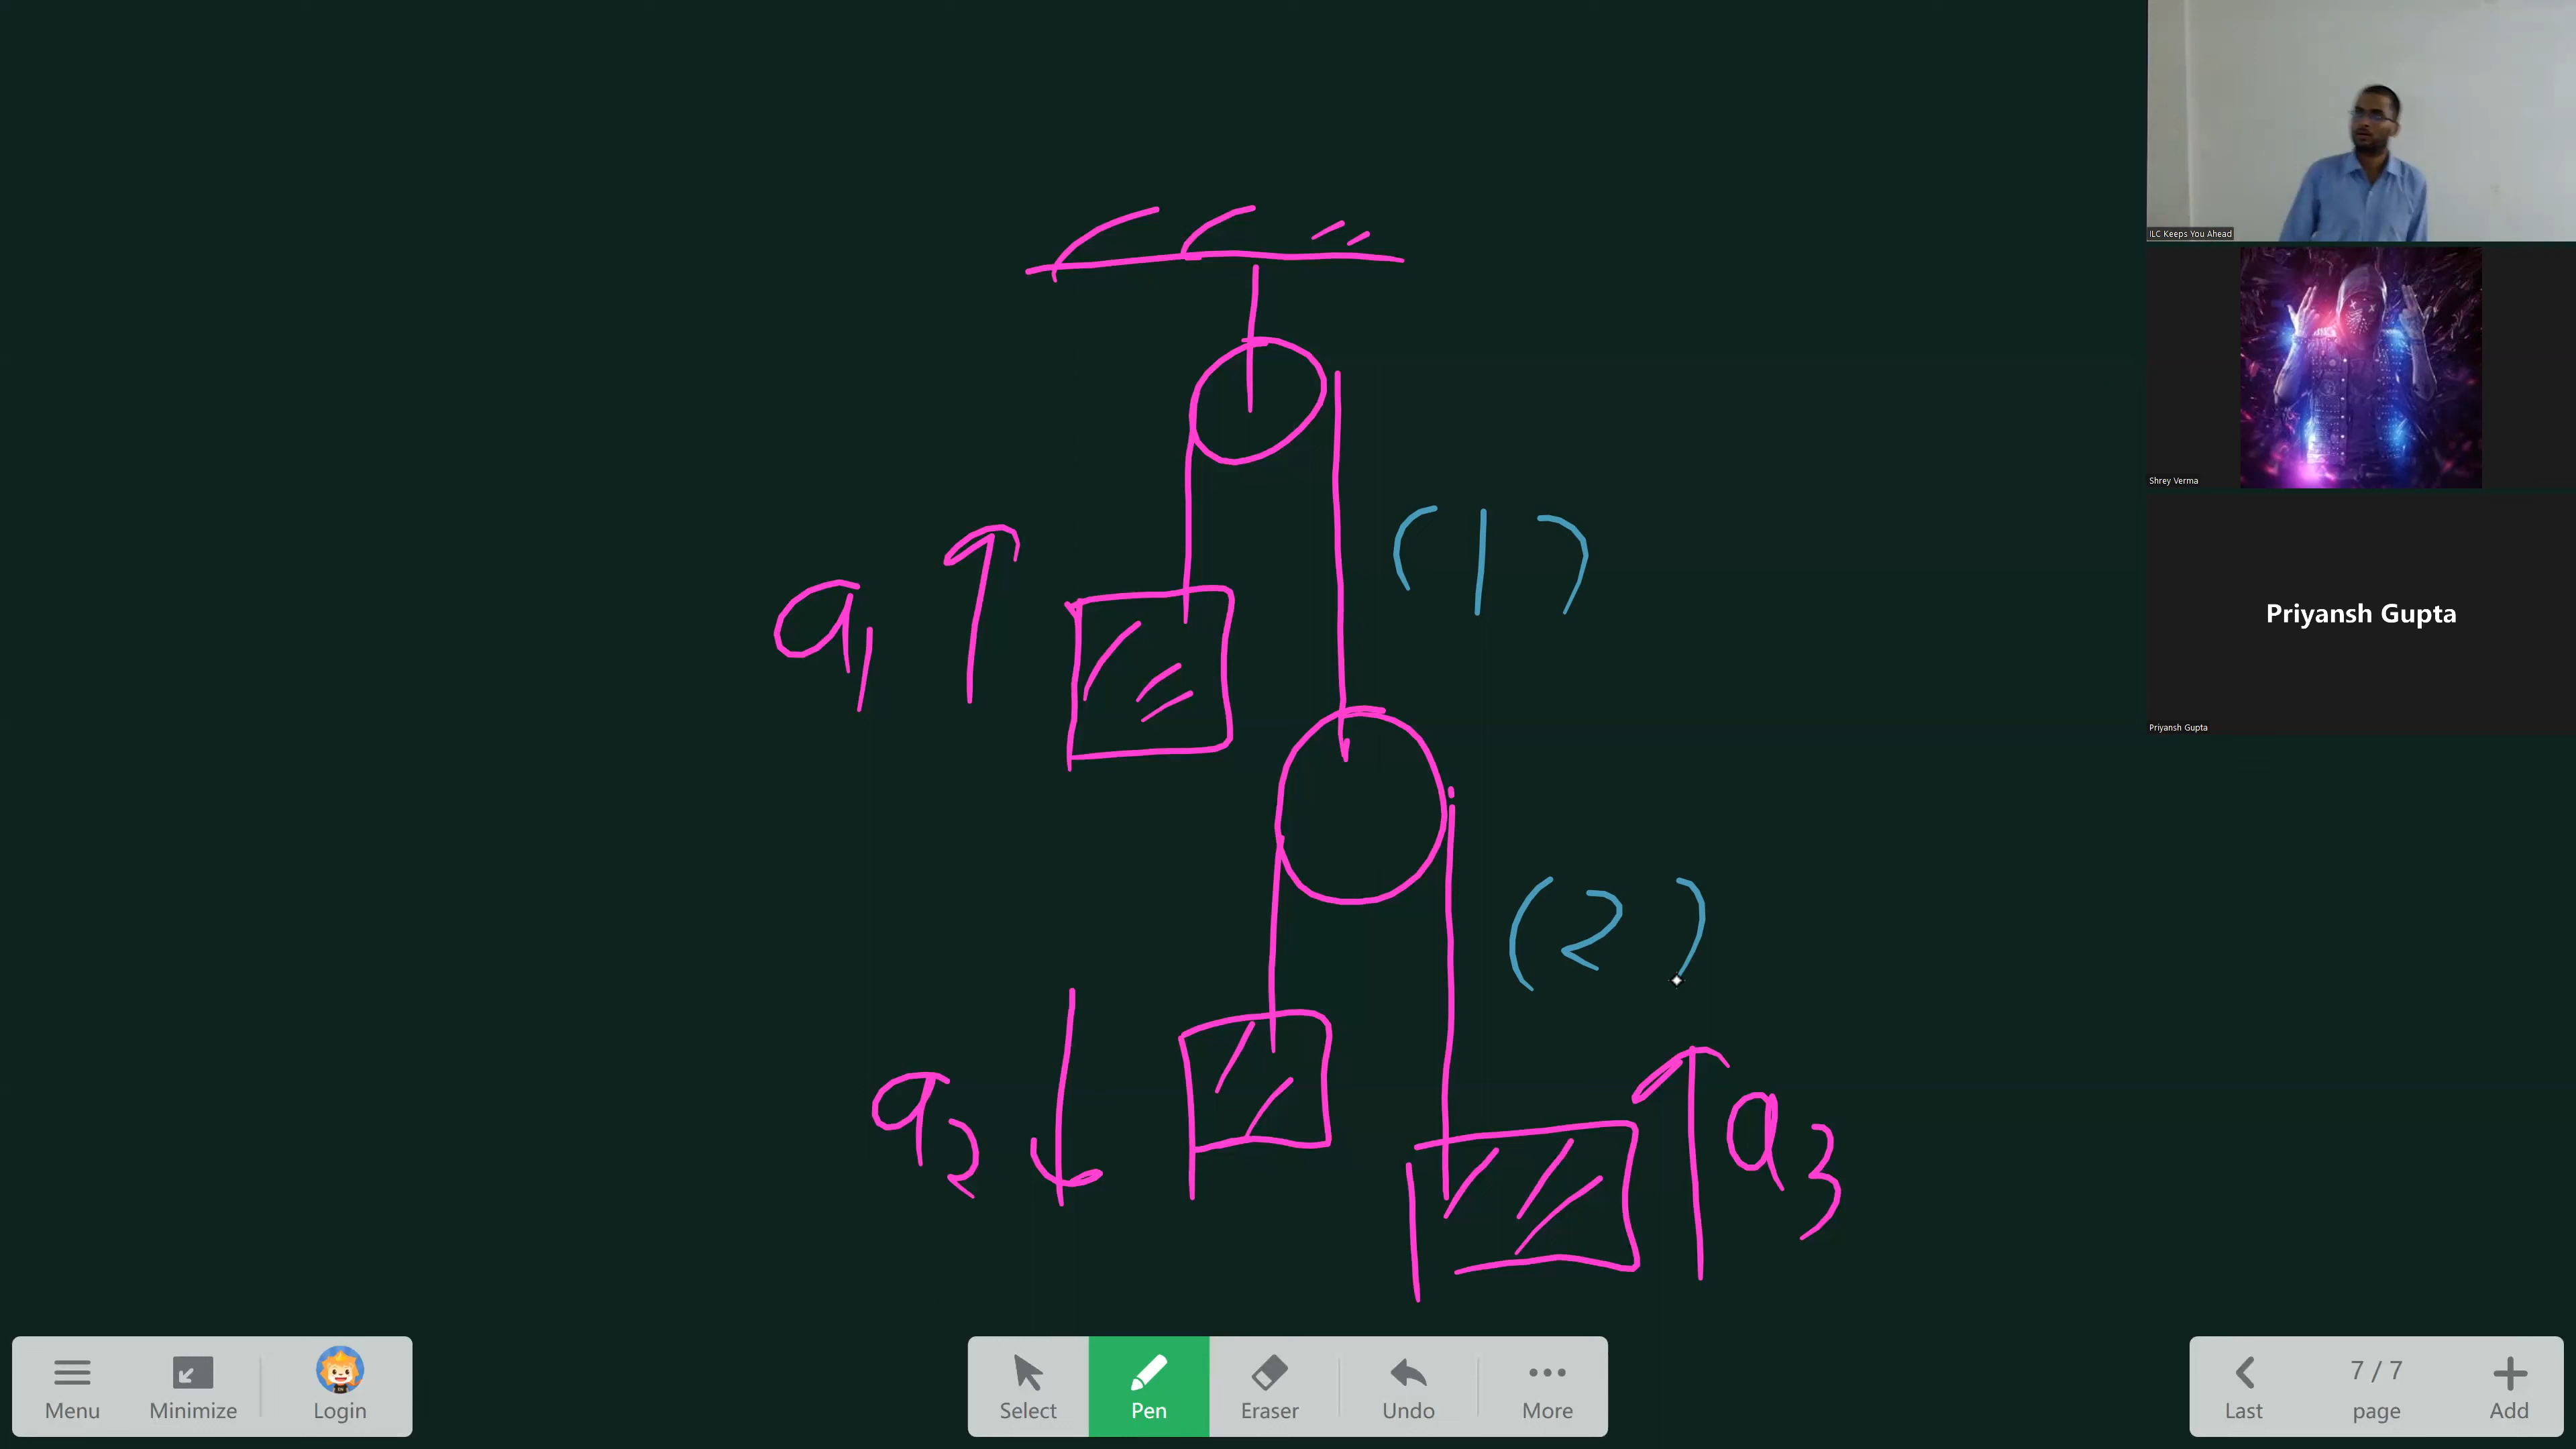 ILC Keeps You Ahead
Shrey Verma
(1)
a1
Priyansh Gupta
Priyansh Gupta
(2)
a2
a3
Menu
Minimize
Login
Select
Pen
Eraser
Undo
More
Last
7 / 7
page
Add